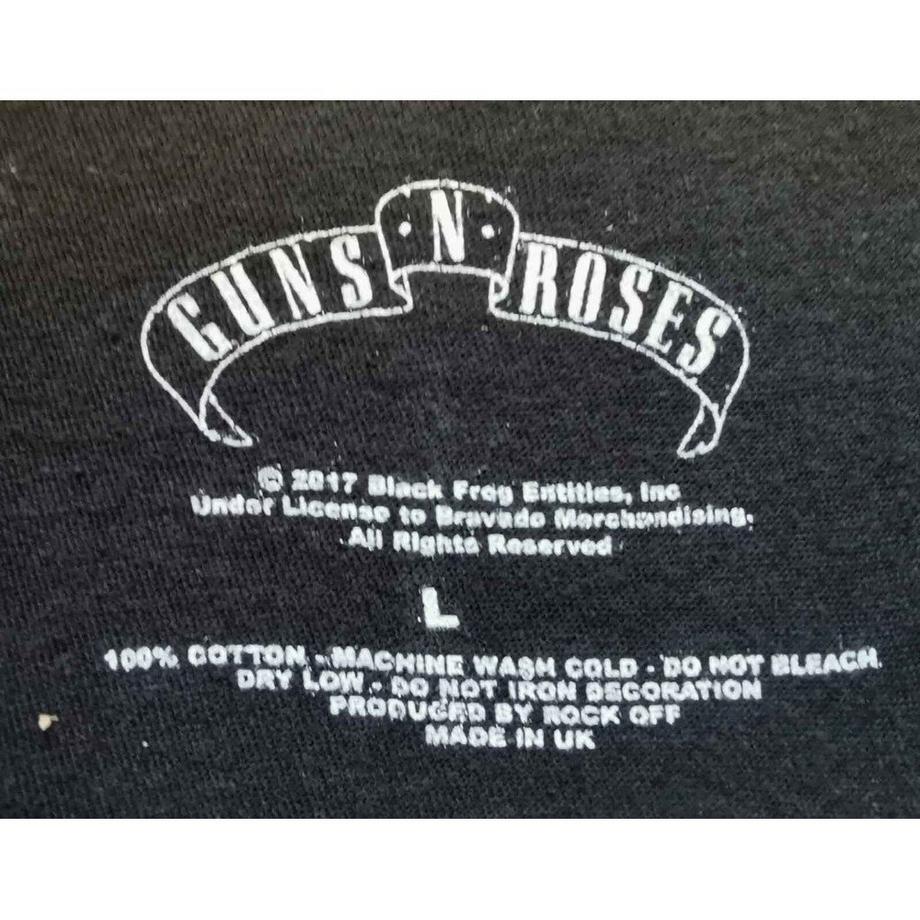 GUNS · N · ROSES
© 2017 Black Frog Entities, Inc
Under License to Bravado Merchandising.
All Rights Reserved
L
100% COTTON - MACHINE WASH COLD - DO NOT BLEACH.
DRY LOW - DO NOT IRON DECORATION
PRODUCED BY ROCK OFF
MADE IN UK